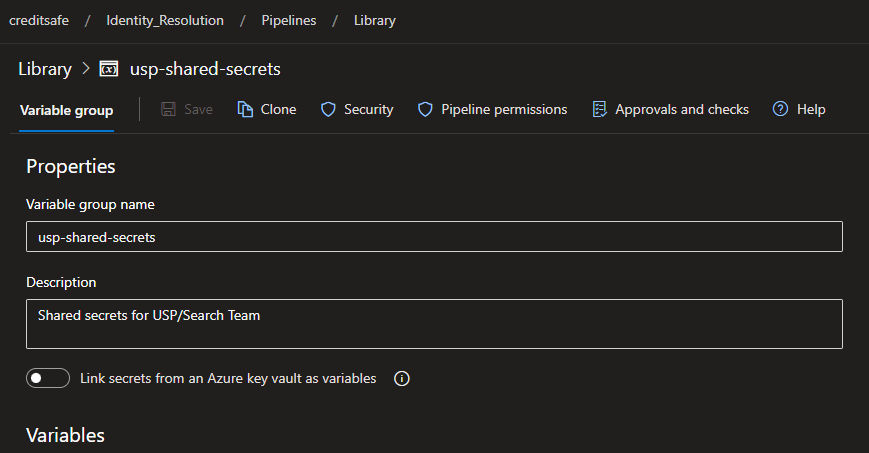 creditsafe / Identity_Resolution / Pipelines / Library
Library > (x) usp-shared-secrets
Variable group Save Clone Security Pipeline permissions Approvals and checks Help
Properties
Variable group name
usp-shared-secrets
Description
Shared secrets for USP/Search Team
Link secrets from an Azure key vault as variables
Variables